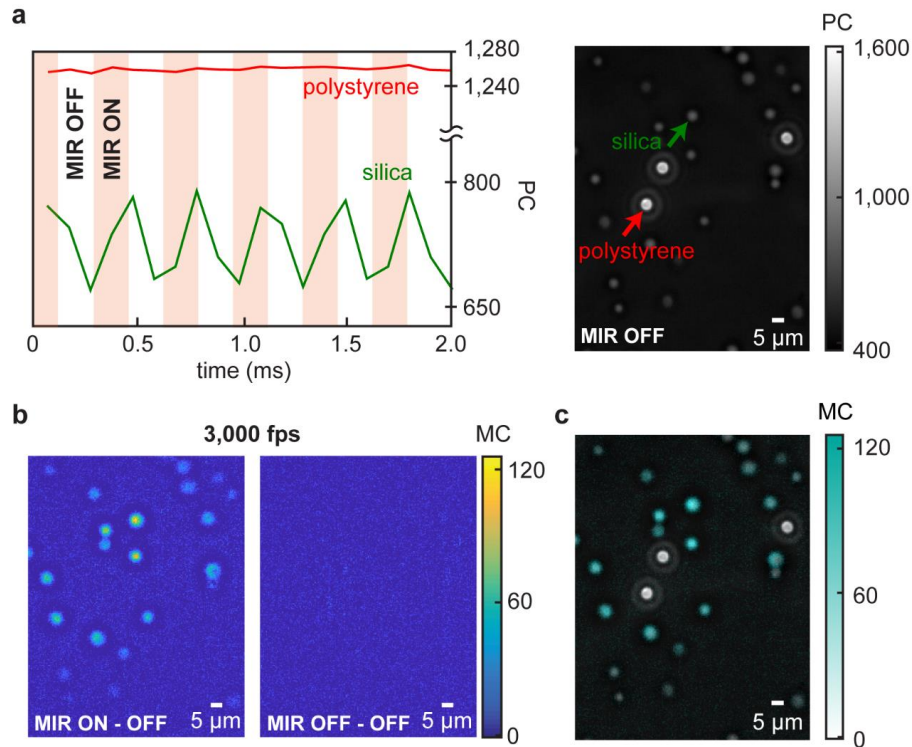 a
1,280
1,240
polystyrene
MIR OFF
MIR ON
silica
800
650
PC
0
0.5
1.0
1.5
2.0
time (ms)
PC
1,600
1,000
400
silica
polystyrene
MIR OFF
5 µm
b
3,000 fps
MC
120
60
0
MIR ON - OFF
5 µm
MIR OFF - OFF
5 µm
c
MC
120
60
0
5 µm